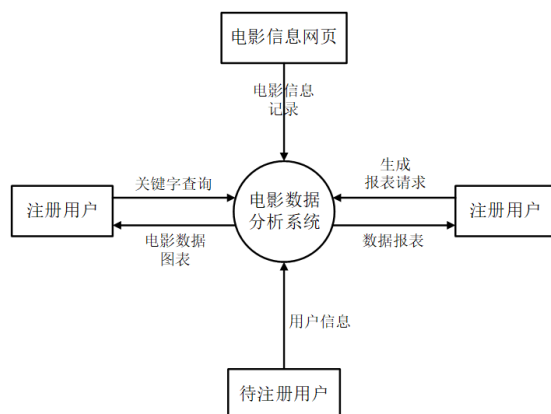 电影信息网页
电影信息
记录
关键字查询
生成
报表请求
注册用户
电影数据
分析系统
注册用户
电影数据
图表
数据报表
用户信息
待注册用户